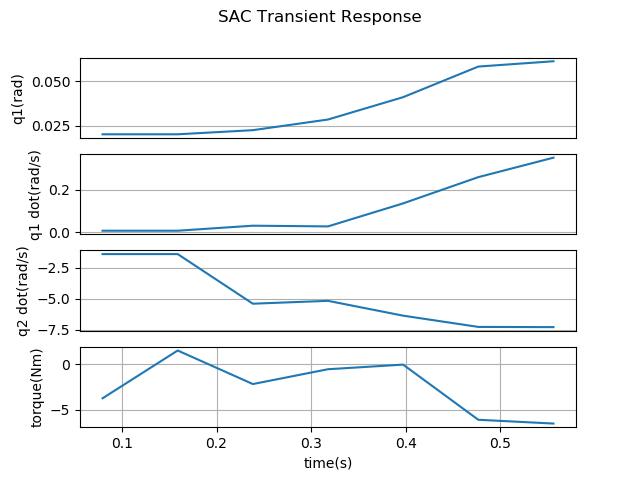 SAC Transient Response
q1(rad)
0.050
0.025
q1 dot(rad/s)
0.2
0.0
q2 dot(rad/s)
−2.5
−5.0
−7.5
torque(Nm)
0
−5
0.1 0.2 0.3 0.4 0.5
time(s)